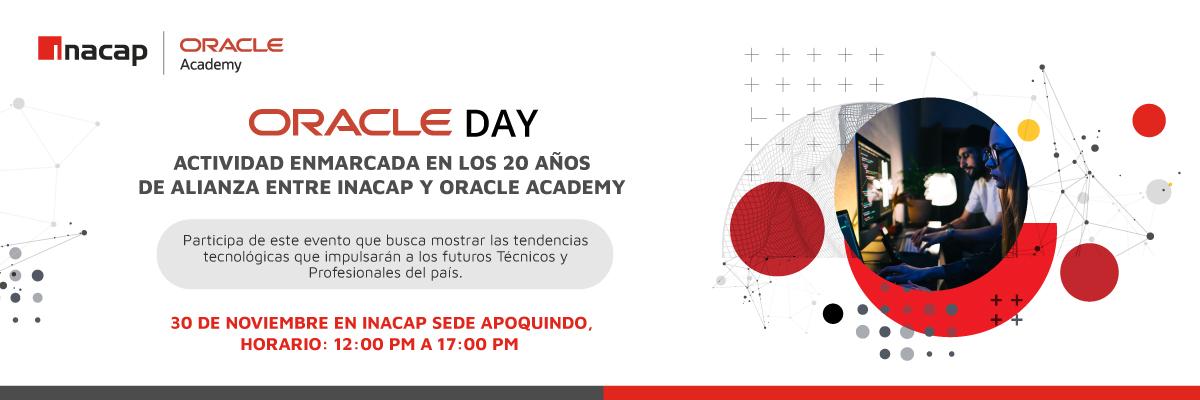 inacap
ORACLE
Academy
ORACLE DAY
ACTIVIDAD ENMARCADA EN LOS 20 AÑOS
DE ALIANZA ENTRE INACAP Y ORACLE ACADEMY
Participa de este evento que busca mostrar las tendencias
tecnológicas que impulsarán a los futuros Técnicos y
Profesionales del país.
30 DE NOVIEMBRE EN INACAP SEDE APOQUINDO,
HORARIO: 12:00 PM A 17:00 PM